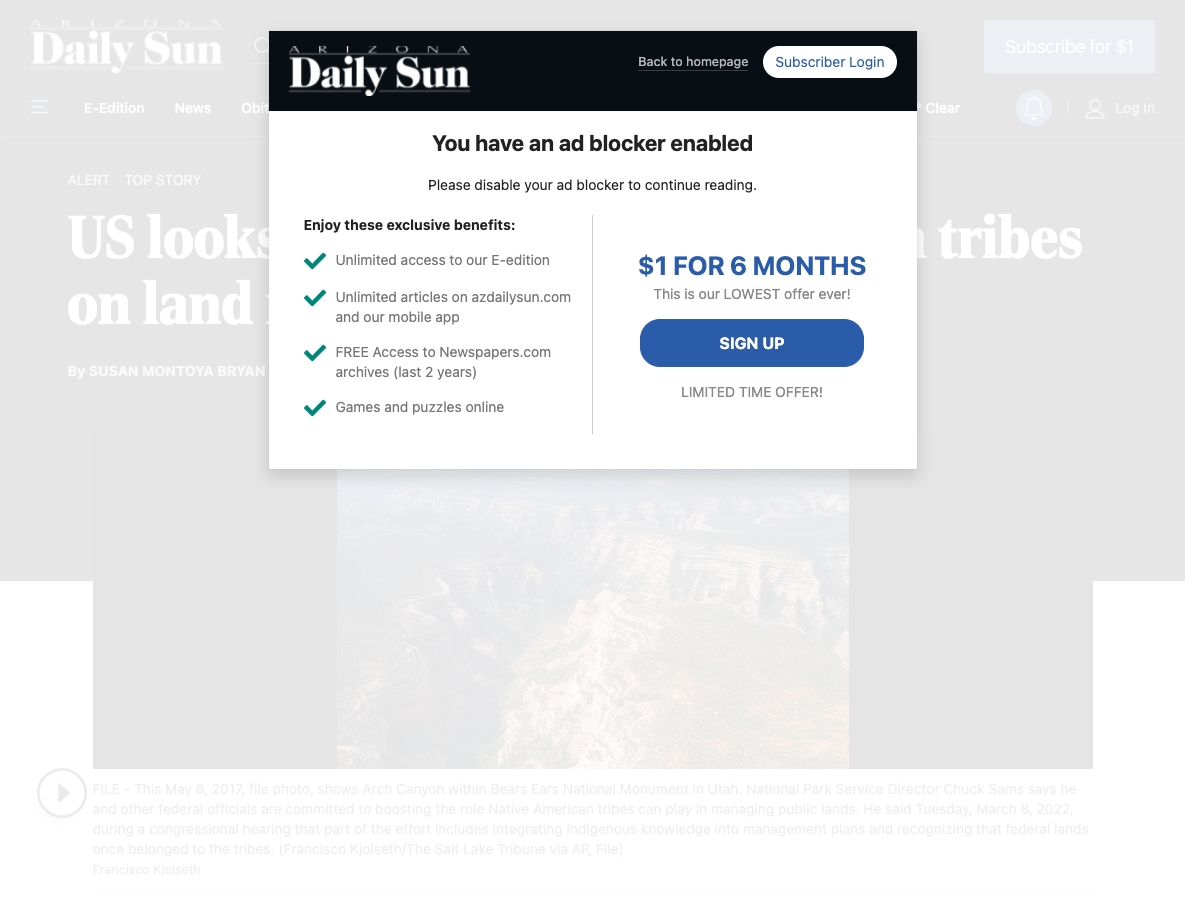 ARIZONA
Daily Sun
Subscribe for $1
E-Edition
News
Clear
Log In
ALERT
TOP STORY
US looks
tribes
on land
By SUSAN MONTOYA BRYAN
ARIZONA
Daily Sun
Back to homepage
Subscriber Login
You have an ad blocker enabled
Please disable your ad blocker to continue reading.
Enjoy these exclusive benefits:
Unlimited access to our E-edition
Unlimited articles on azdailysun.com
and our mobile app
FREE Access to Newspapers.com
archives (last 2 years)
Games and puzzles online
$1 FOR 6 MONTHS
This is our LOWEST offer ever!
SIGN UP
LIMITED TIME OFFER!
FILE - This May 8, 2017, file photo, shows Arch Canyon within Bears Ears National Monument in Utah. National Park Service Director Chuck Sams says he
and other federal officials are committed to boosting the role Native American tribes can play in managing public lands. He said Tuesday, March 8, 2022,
during a congressional hearing that part of the effort includes integrating Indigenous knowledge into management plans and recognizing that federal lands
once belonged to the tribes. (Francisco Kjolseth/The Salt Lake Tribune via AP, File)
Francisco Kjolseth